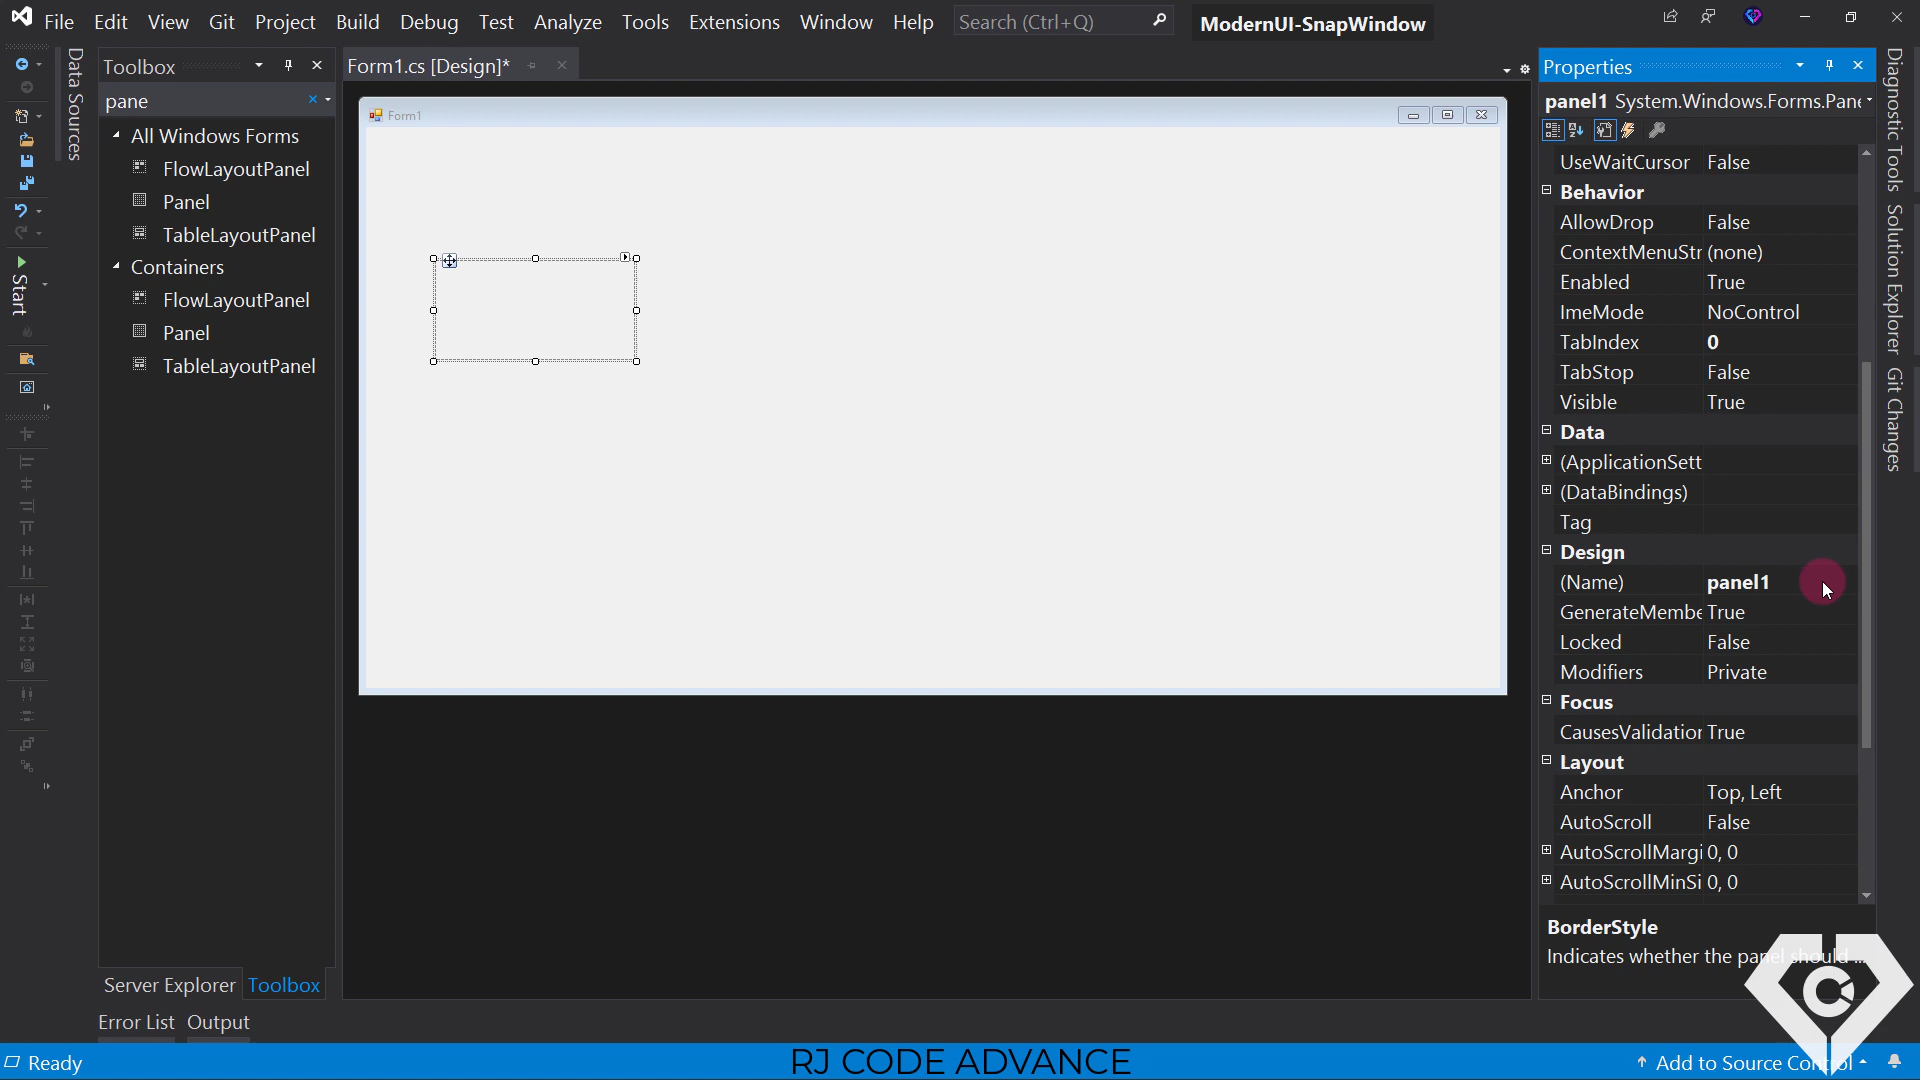 File Edit View Git Project Build Debug Test Analyze Tools Extensions Window Help Search (Ctrl+Q) ModernUI-SnapWindow
Data Sources
Start
Toolbox
pane
All Windows Forms
FlowLayoutPanel
Panel
TableLayoutPanel
Containers
FlowLayoutPanel
Panel
TableLayoutPanel
Server Explorer Toolbox
Form1.cs [Design]*
Form1
Properties
panel1 System.Windows.Forms.Pane
UseWaitCursor False
Behavior
AllowDrop False
ContextMenuStr (none)
Enabled True
ImeMode NoControl
TabIndex 0
TabStop False
Visible True
Data
(ApplicationSett
(DataBindings)
Tag
Design
(Name) panel1
GenerateMembe True
Locked False
Modifiers Private
Focus
CausesValidation True
Layout
Anchor Top, Left
AutoScroll False
AutoScrollMargi 0, 0
AutoScrollMinSi 0, 0
BorderStyle
Indicates whether the panel should ...
Diagnostic Tools
Solution Explorer
Git Changes
Error List Output
Ready
RJ CODE ADVANCE
Add to Source Control